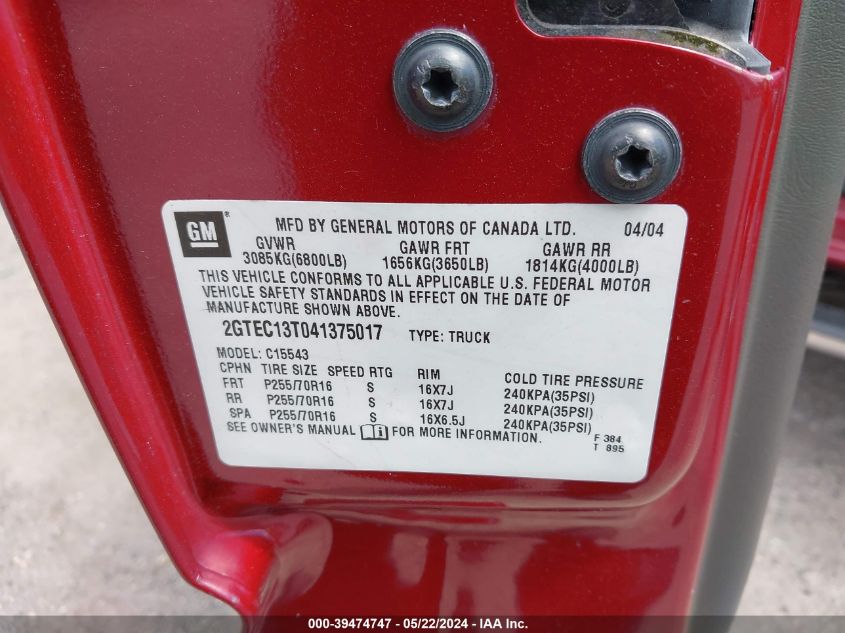 GM ® MFD BY GENERAL MOTORS OF CANADA LTD. 04/04
GVWR GAWR FRT GAWR RR
3085KG(6800LB) 1656KG(3650LB) 1814KG(4000LB)
THIS VEHICLE CONFORMS TO ALL APPLICABLE U.S. FEDERAL MOTOR
VEHICLE SAFETY STANDARDS IN EFFECT ON THE DATE OF
MANUFACTURE SHOWN ABOVE.
2GTEC13T041375017 TYPE: TRUCK
MODEL: C15543
CPHN TIRE SIZE SPEED RTG RIM COLD TIRE PRESSURE
FRT P255/70R16 S 16X7J 240KPA(35PSI)
RR P255/70R16 S 16X7J 240KPA(35PSI)
SPA P255/70R16 S 16X6.5J 240KPA(35PSI)
SEE OWNER'S MANUAL i FOR MORE INFORMATION.
F 384
T 895
000-39474747 - 05/22/2024 - IAA Inc.